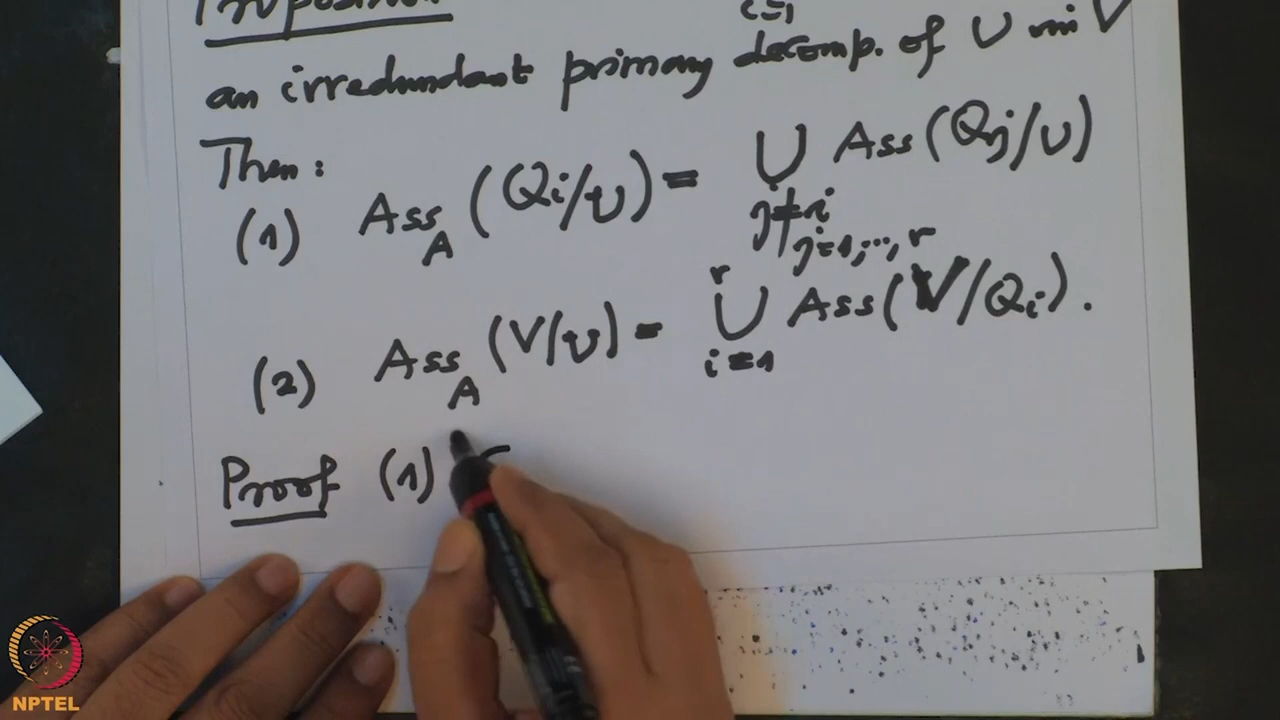 Proposition i=1
an irredundant primary decomp. of U in V
Then:
(1) Ass_A (Qi/U) = ⋃_{j≠i, j=1,...,r} Ass(Qj/U)
(2) Ass_A (V/U) = ⋃_{i=1}^{r} Ass(V/Qi).
Proof (1)
NPTEL